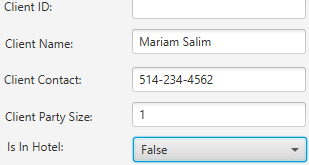 Client ID:
Client Name: Mariam Salim
Client Contact: 514-234-4562
Client Party Size: 1
Is In Hotel: False